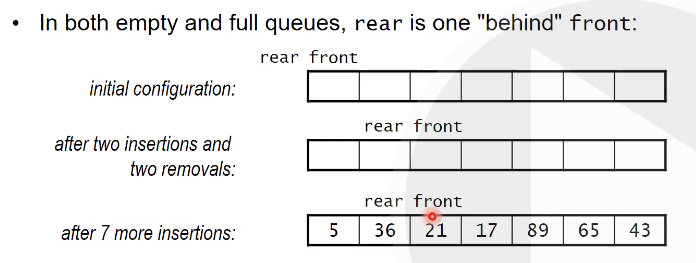 • In both empty and full queues, rear is one "behind" front:
rear front
initial configuration:
rear front
after two insertions and
two removals:
rear front
after 7 more insertions: 5 36 21 17 89 65 43